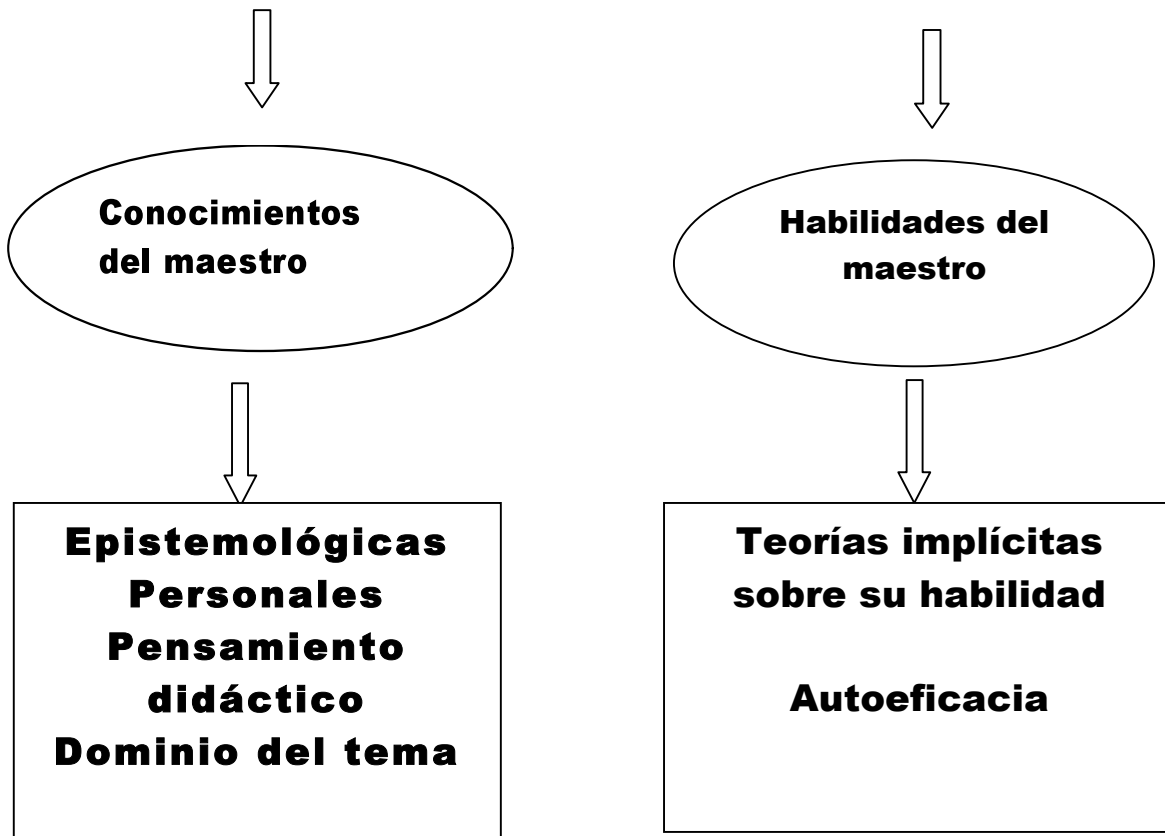 Conocimientos
del maestro
Habilidades del
maestro
Epistemológicas
Personales
Pensamiento
didáctico
Dominio del tema
Teorías implícitas
sobre su habilidad
Autoeficacia